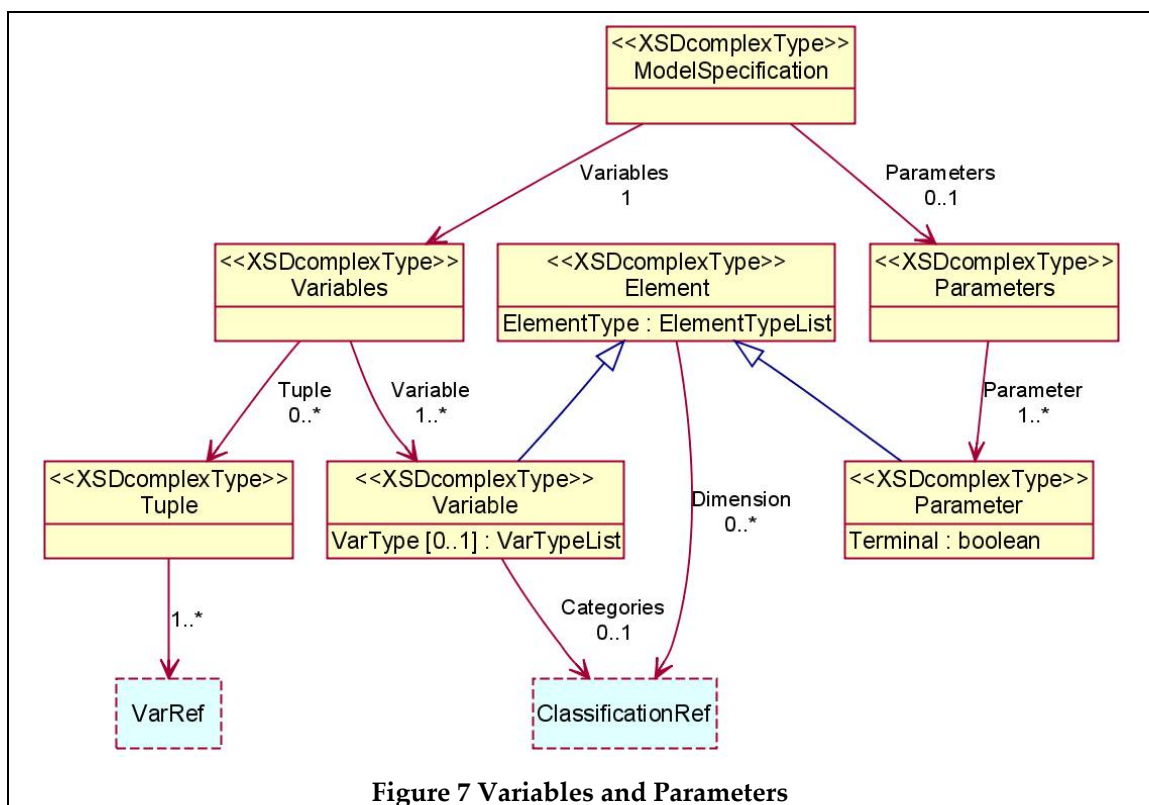 <<XSDcomplexType>>
ModelSpecification
Variables
1
Parameters
0..1
<<XSDcomplexType>>
Variables
<<XSDcomplexType>>
Element
ElementType : ElementTypeList
<<XSDcomplexType>>
Parameters
Tuple
0..*
Variable
1..*
Parameter
1..*
<<XSDcomplexType>>
Tuple
<<XSDcomplexType>>
Variable
VarType [0..1] : VarTypeList
Dimension
0..*
<<XSDcomplexType>>
Parameter
Terminal : boolean
1..*
Categories
0..1
VarRef
ClassificationRef
Figure 7 Variables and Parameters